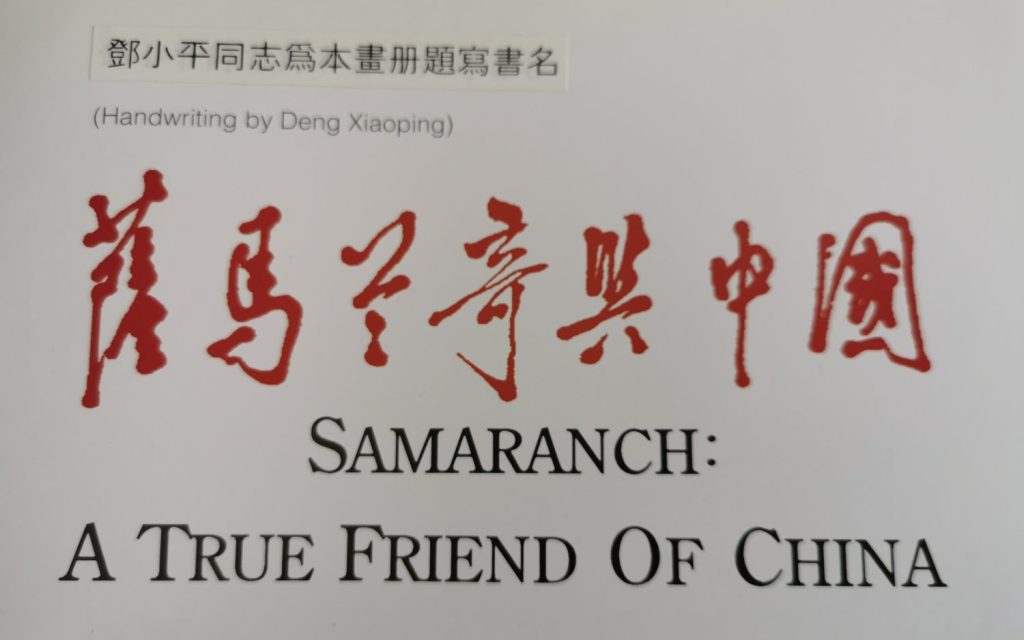 鄧小平同志爲本畫册題寫書名
(Handwriting by Deng Xiaoping)
薩馬兰奇與中國
SAMARANCH:
A TRUE FRIEND OF CHINA